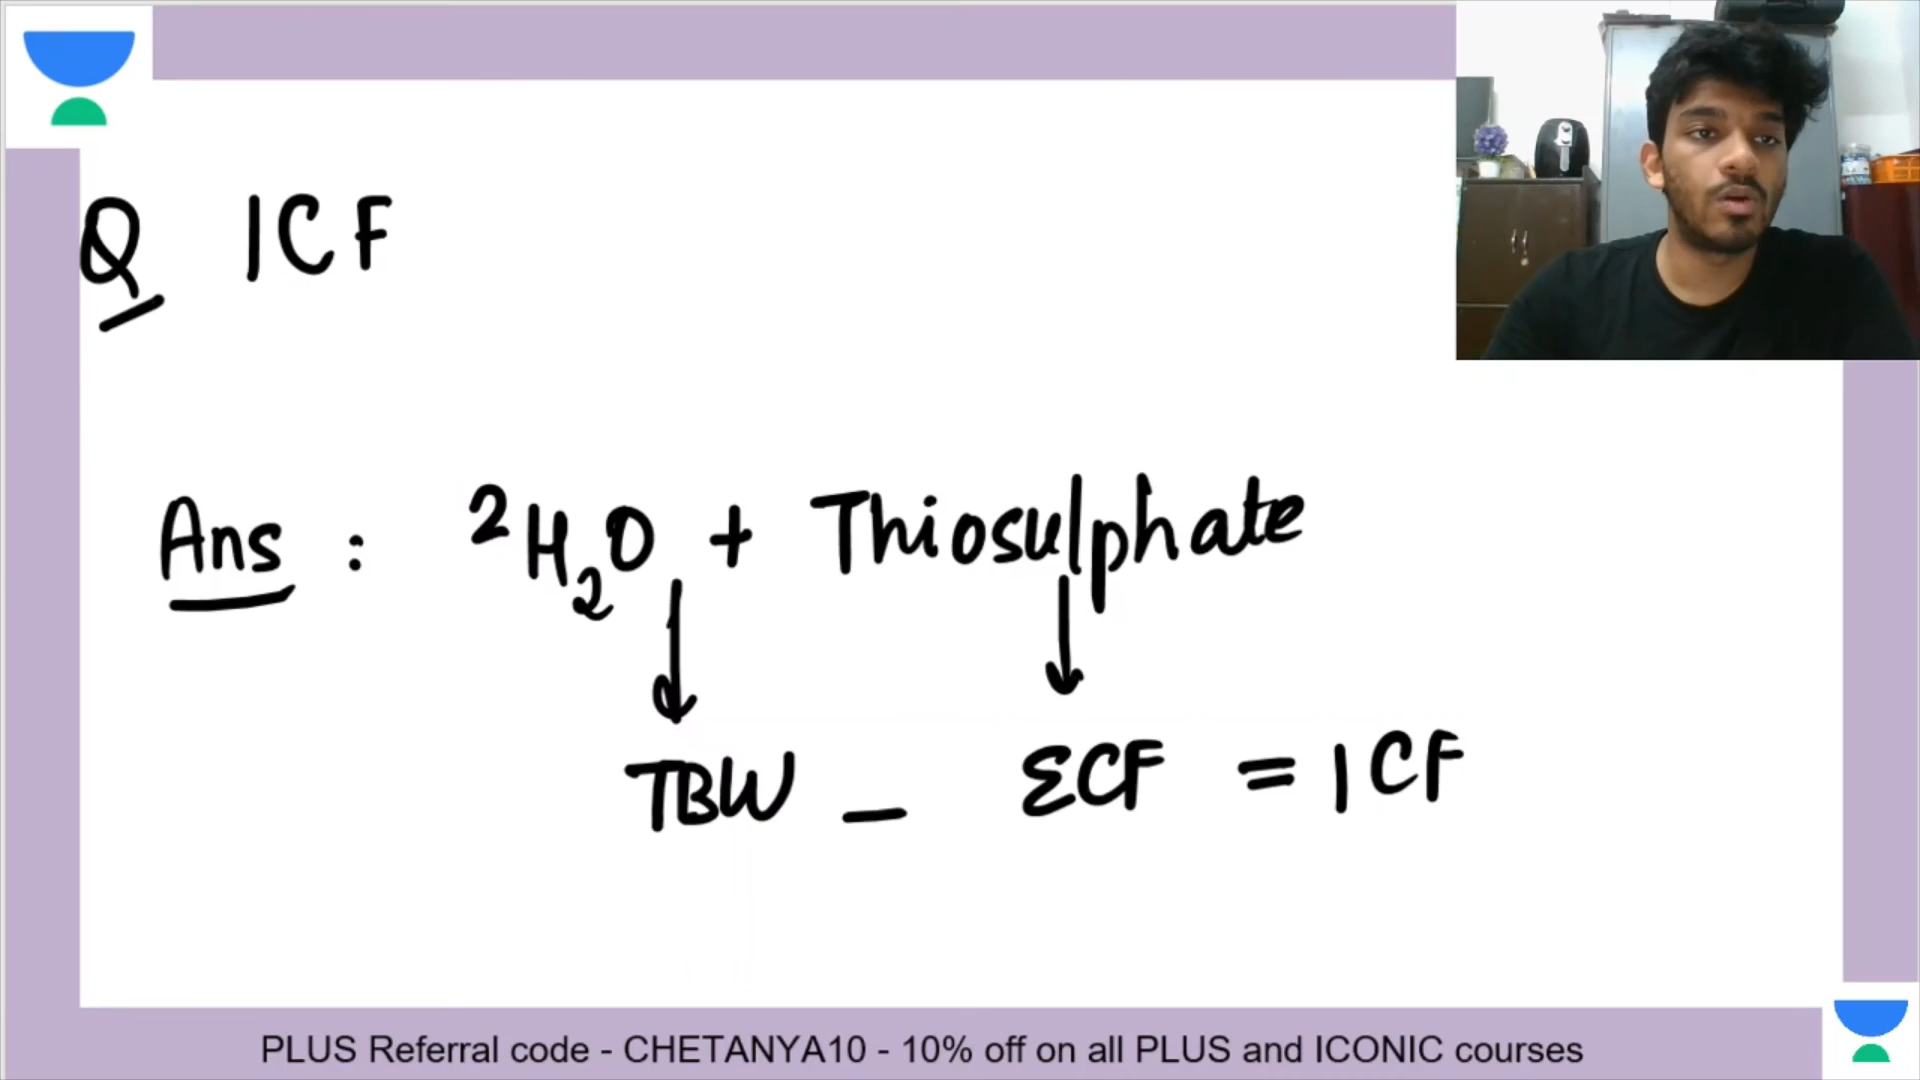 Q ICF
Ans : ²H₂O + Thiosulphate
TBW - ECF = ICF
PLUS Referral code - CHETANYA10 - 10% off on all PLUS and ICONIC courses